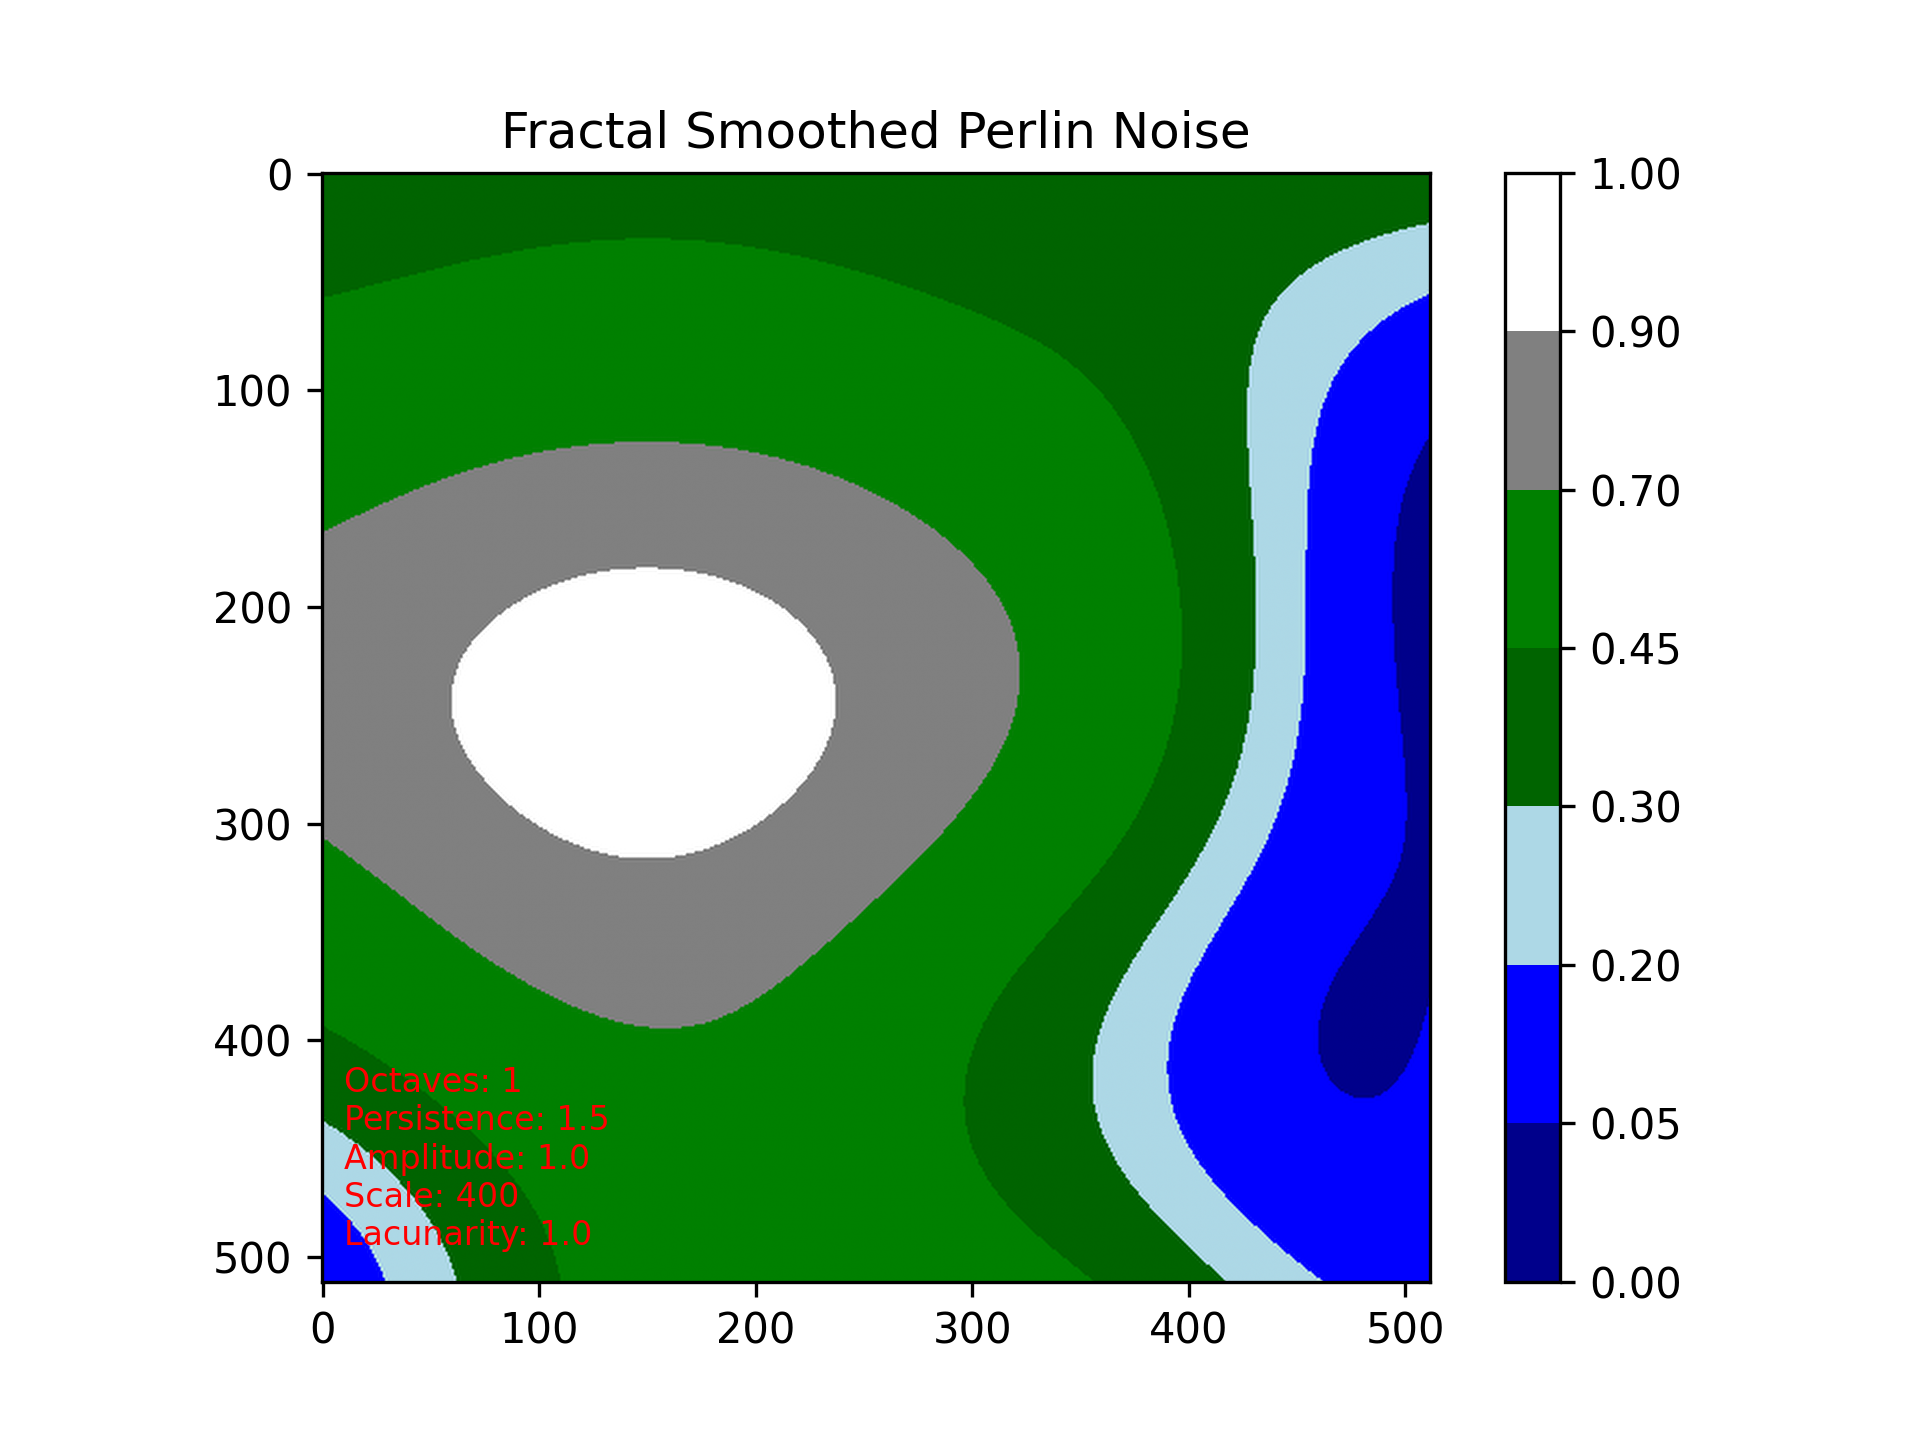 Fractal Smoothed Perlin Noise
0
100
200
300
400
500
Octaves: 1
Persistence: 1.5
Amplitude: 1.0
Scale: 400
Lacunarity: 1.0
0 100 200 300 400 500
1.00
0.90
0.70
0.45
0.30
0.20
0.05
0.00